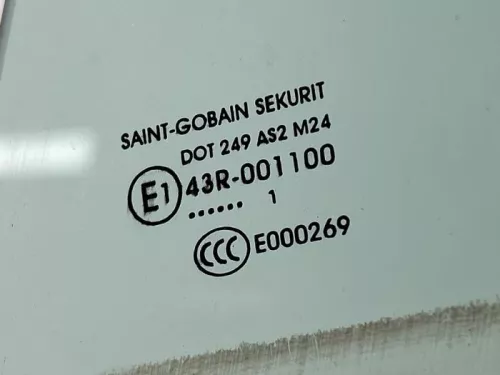 SAINT-GOBAIN SEKURIT
DOT 249 AS2 M24
E1 43R-001100
...... 1
CCC E000269